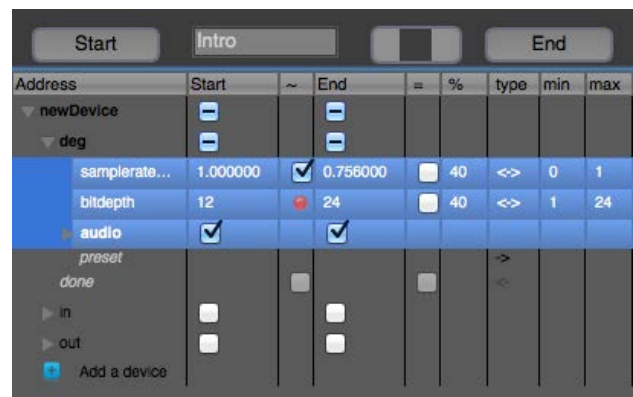 Start Intro End
Address Start ~ End = % type min max
newDevice
deg
samplerate... 1.000000 0.756000 40 <-> 0 1
bitdepth 12 24 40 <-> 1 24
audio
preset ->
done <-
in
out
Add a device